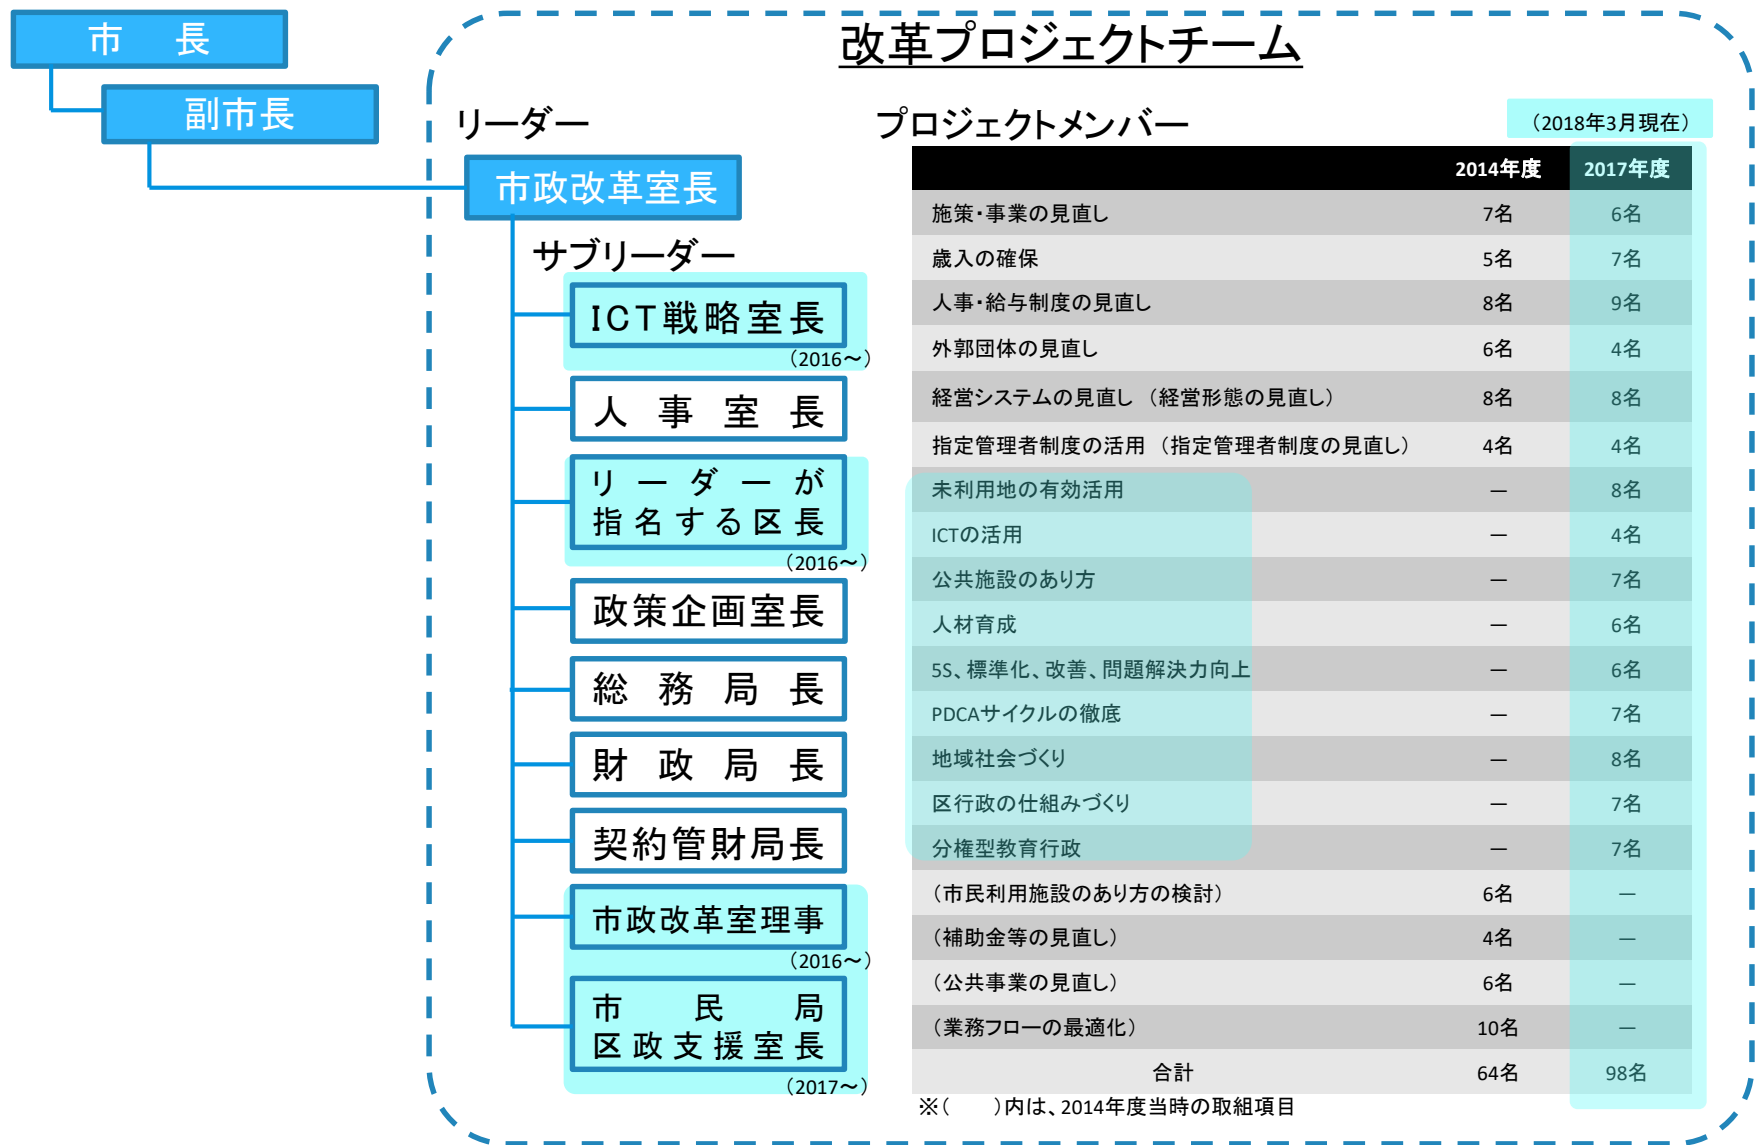 市　長
副市長
改革プロジェクトチーム
リーダー
市政改革室長
サブリーダー
ICT戦略室長
（2016～）
人　事　室　長
リ　ー　ダ　ー　が
指名する区長
（2016～）
政策企画室長
総　務　局　長
財　政　局　長
契約管財局長
市政改革室理事
（2016～）
市　民　局
区政支援室長
（2017～）
プロジェクトメンバー
（2018年3月現在）
2014年度 2017年度
施策・事業の見直し 7名 6名
歳入の確保 5名 7名
人事・給与制度の見直し 8名 9名
外郭団体の見直し 6名 4名
経営システムの見直し （経営形態の見直し） 8名 8名
指定管理者制度の活用 （指定管理者制度の見直し） 4名 4名
未利用地の有効活用 ― 8名
ICTの活用 ― 4名
公共施設のあり方 ― 7名
人材育成 ― 6名
5S、標準化、改善、問題解決力向上 ― 6名
PDCAサイクルの徹底 ― 7名
地域社会づくり ― 8名
区行政の仕組みづくり ― 7名
分権型教育行政 ― 7名
（市民利用施設のあり方の検討） 6名 ―
（補助金等の見直し） 4名 ―
（公共事業の見直し） 6名 ―
（業務フローの最適化） 10名 ―
合計 64名 98名
※（　　）内は、2014年度当時の取組項目